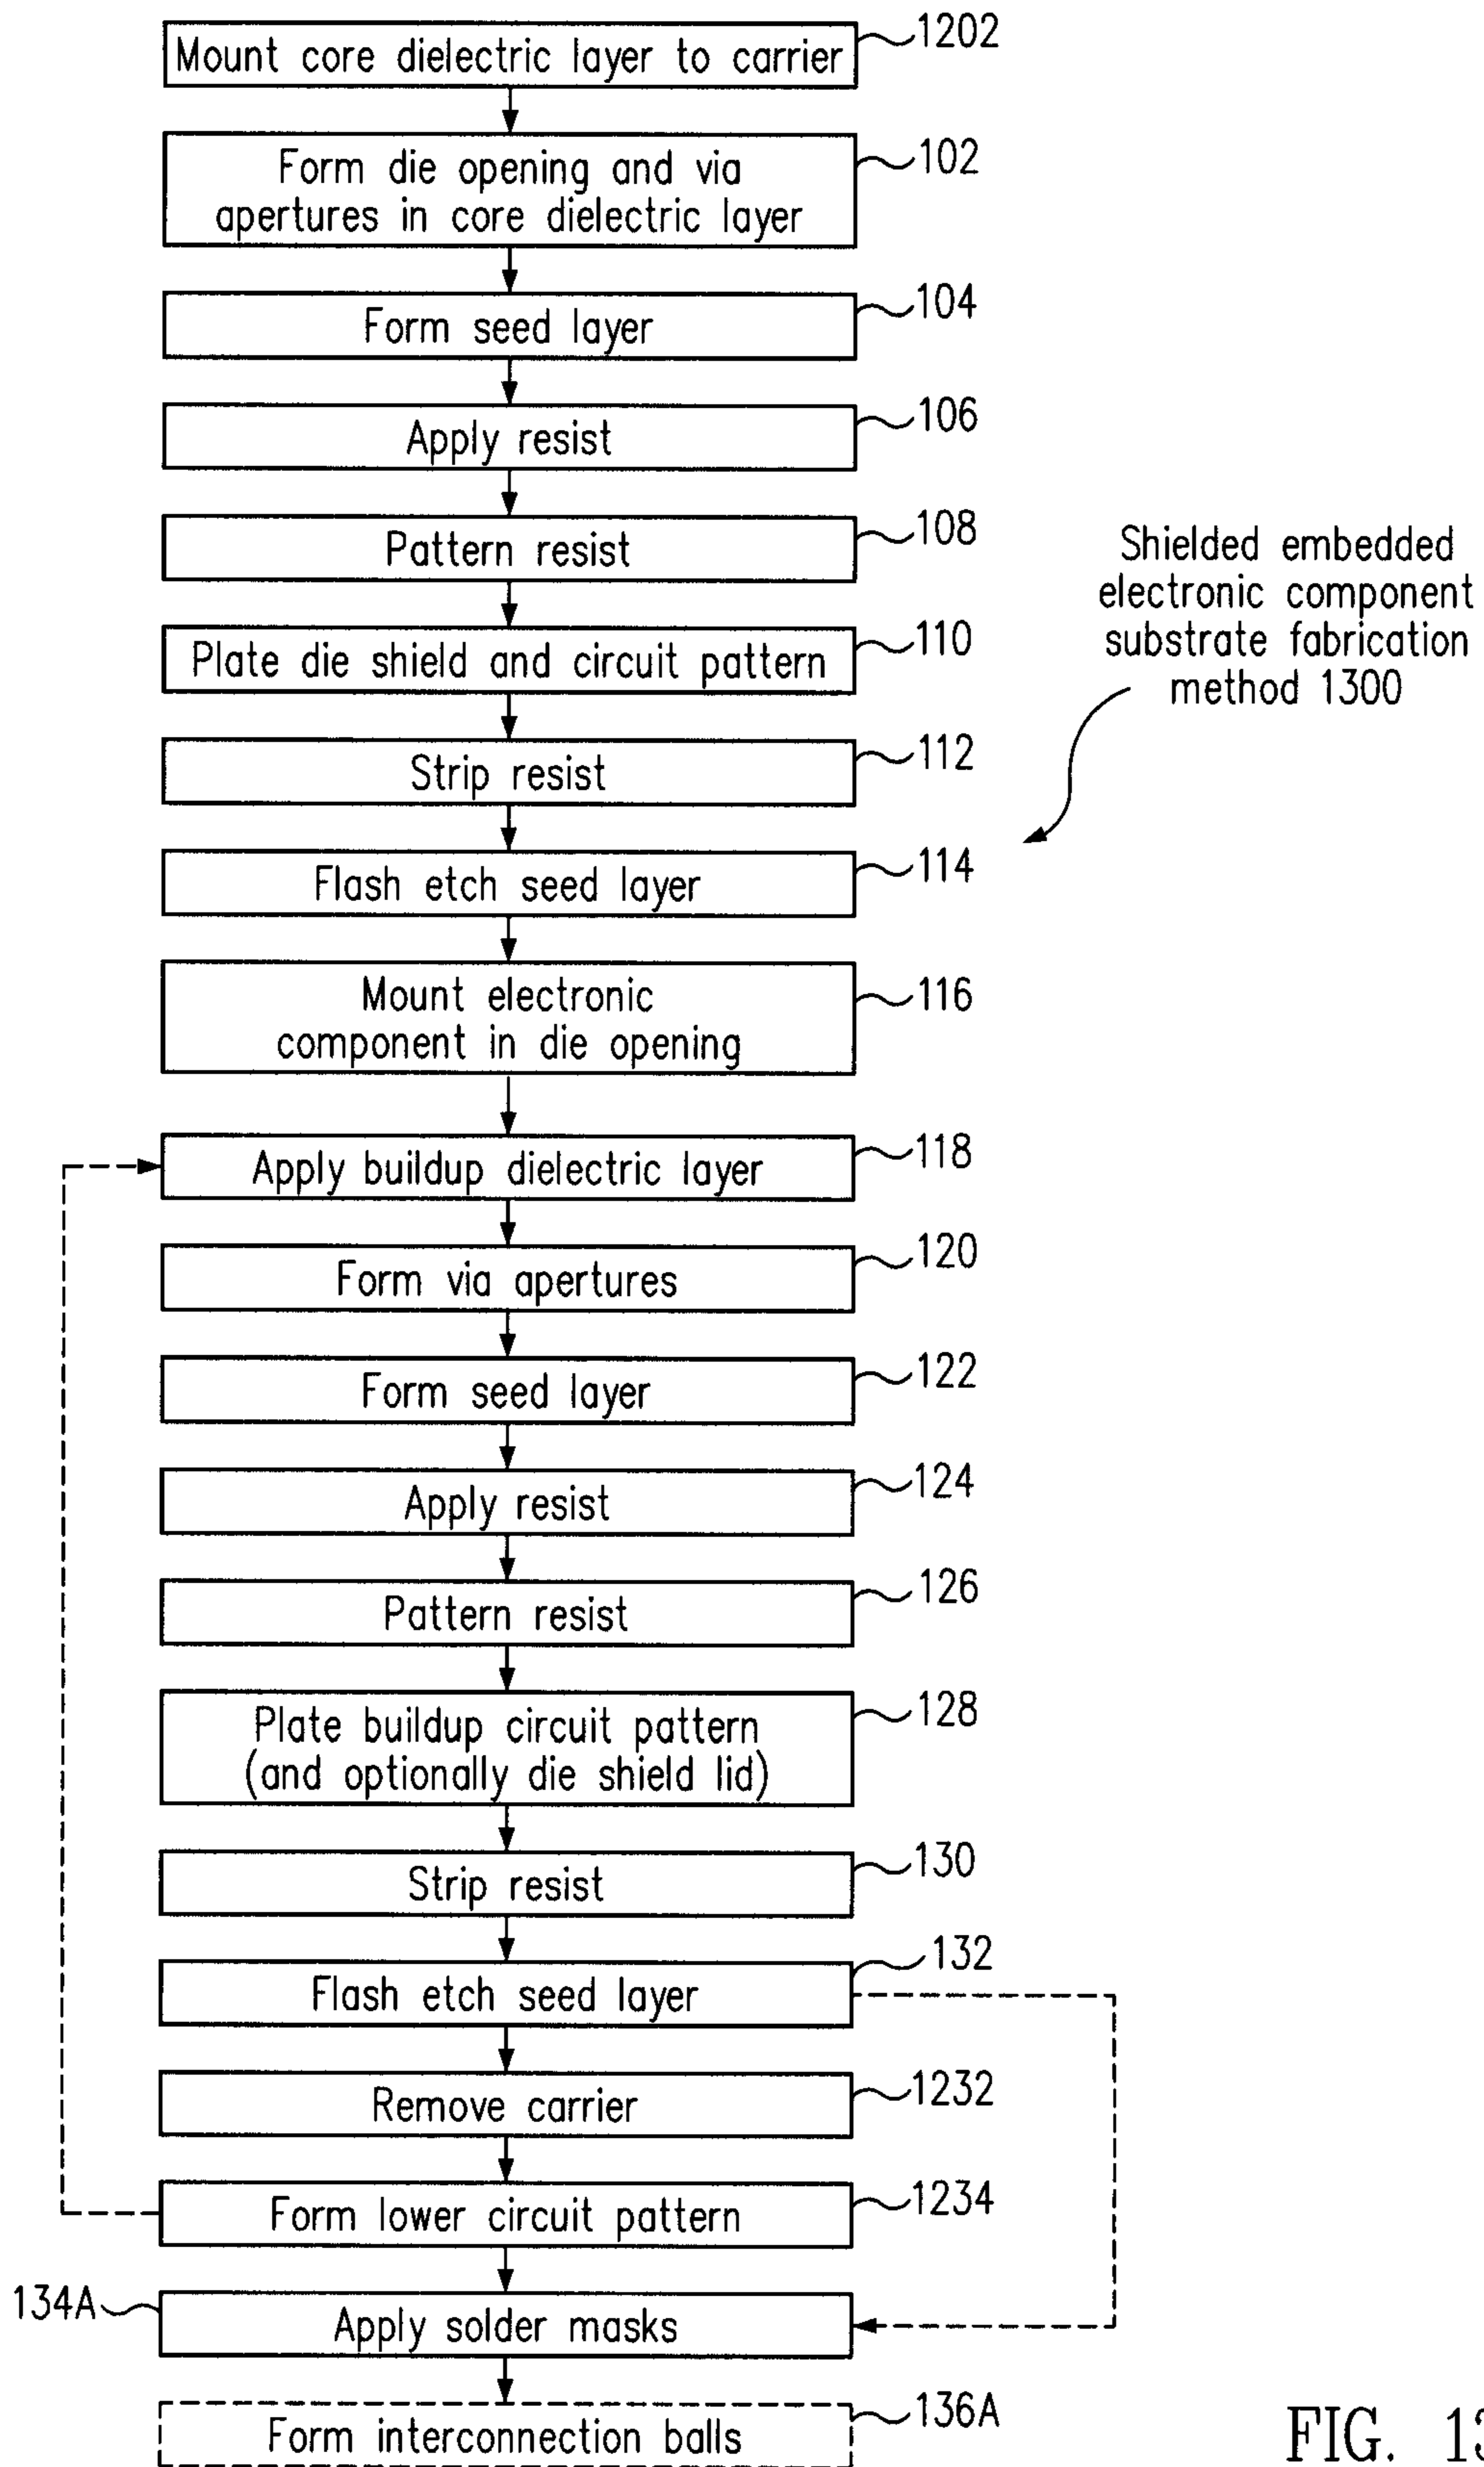 Mount core dielectric layer to carrier
1202
Form die opening and via
apertures in core dielectric layer
102
Form seed layer
104
Apply resist
106
Pattern resist
108
Plate die shield and circuit pattern
110
Strip resist
112
Flash etch seed layer
114
Mount electronic
component in die opening
116
Shielded embedded
electronic component
substrate fabrication
method 1300
Apply buildup dielectric layer
118
Form via apertures
120
Form seed layer
122
Apply resist
124
Pattern resist
126
Plate buildup circuit pattern
(and optionally die shield lid)
128
Strip resist
130
Flash etch seed layer
132
Remove carrier
1232
Form lower circuit pattern
1234
134A
Apply solder masks
Form interconnection balls
136A
FIG. 13